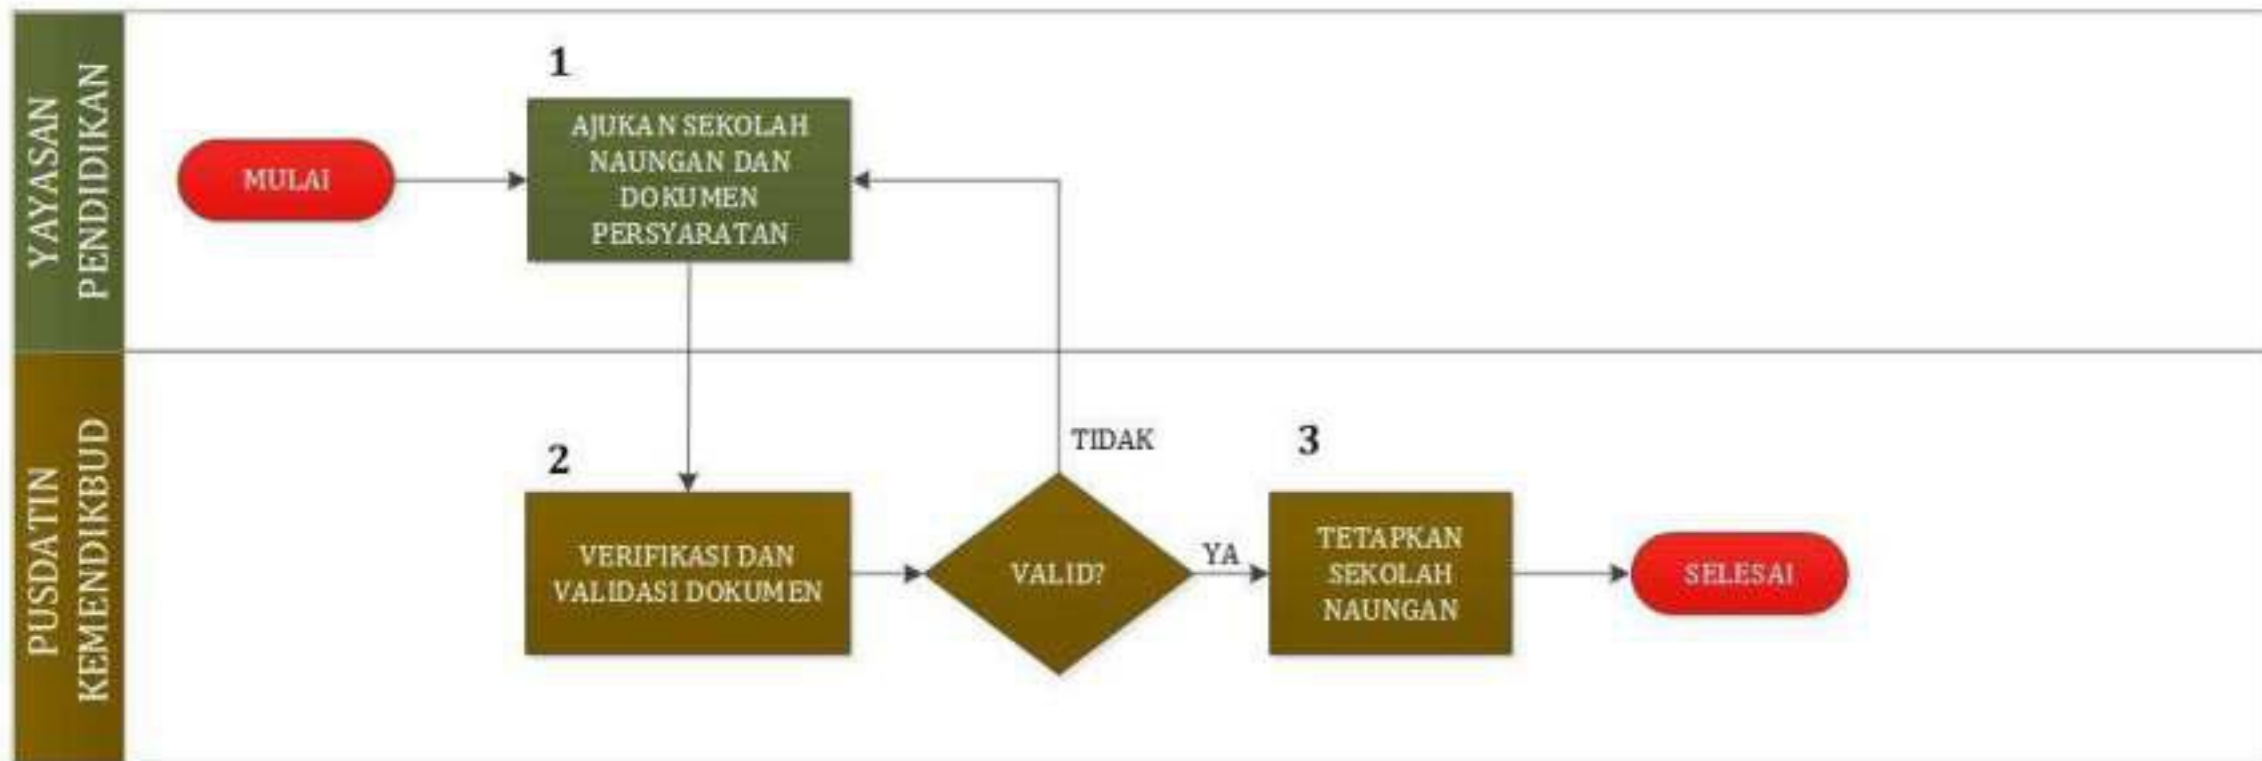 YAYASAN
PENDIDIKAN
MULAI
1
AJUKAN SEKOLAH
NAUNGAN DAN
DOKUMEN
PERSYARATAN
PUSDATIN
KEMENDIKBUD
2
VERIFIKASI DAN
VALIDASI DOKUMEN
VALID?
TIDAK
YA
3
TETAPKAN
SEKOLAH
NAUNGAN
SELESAI